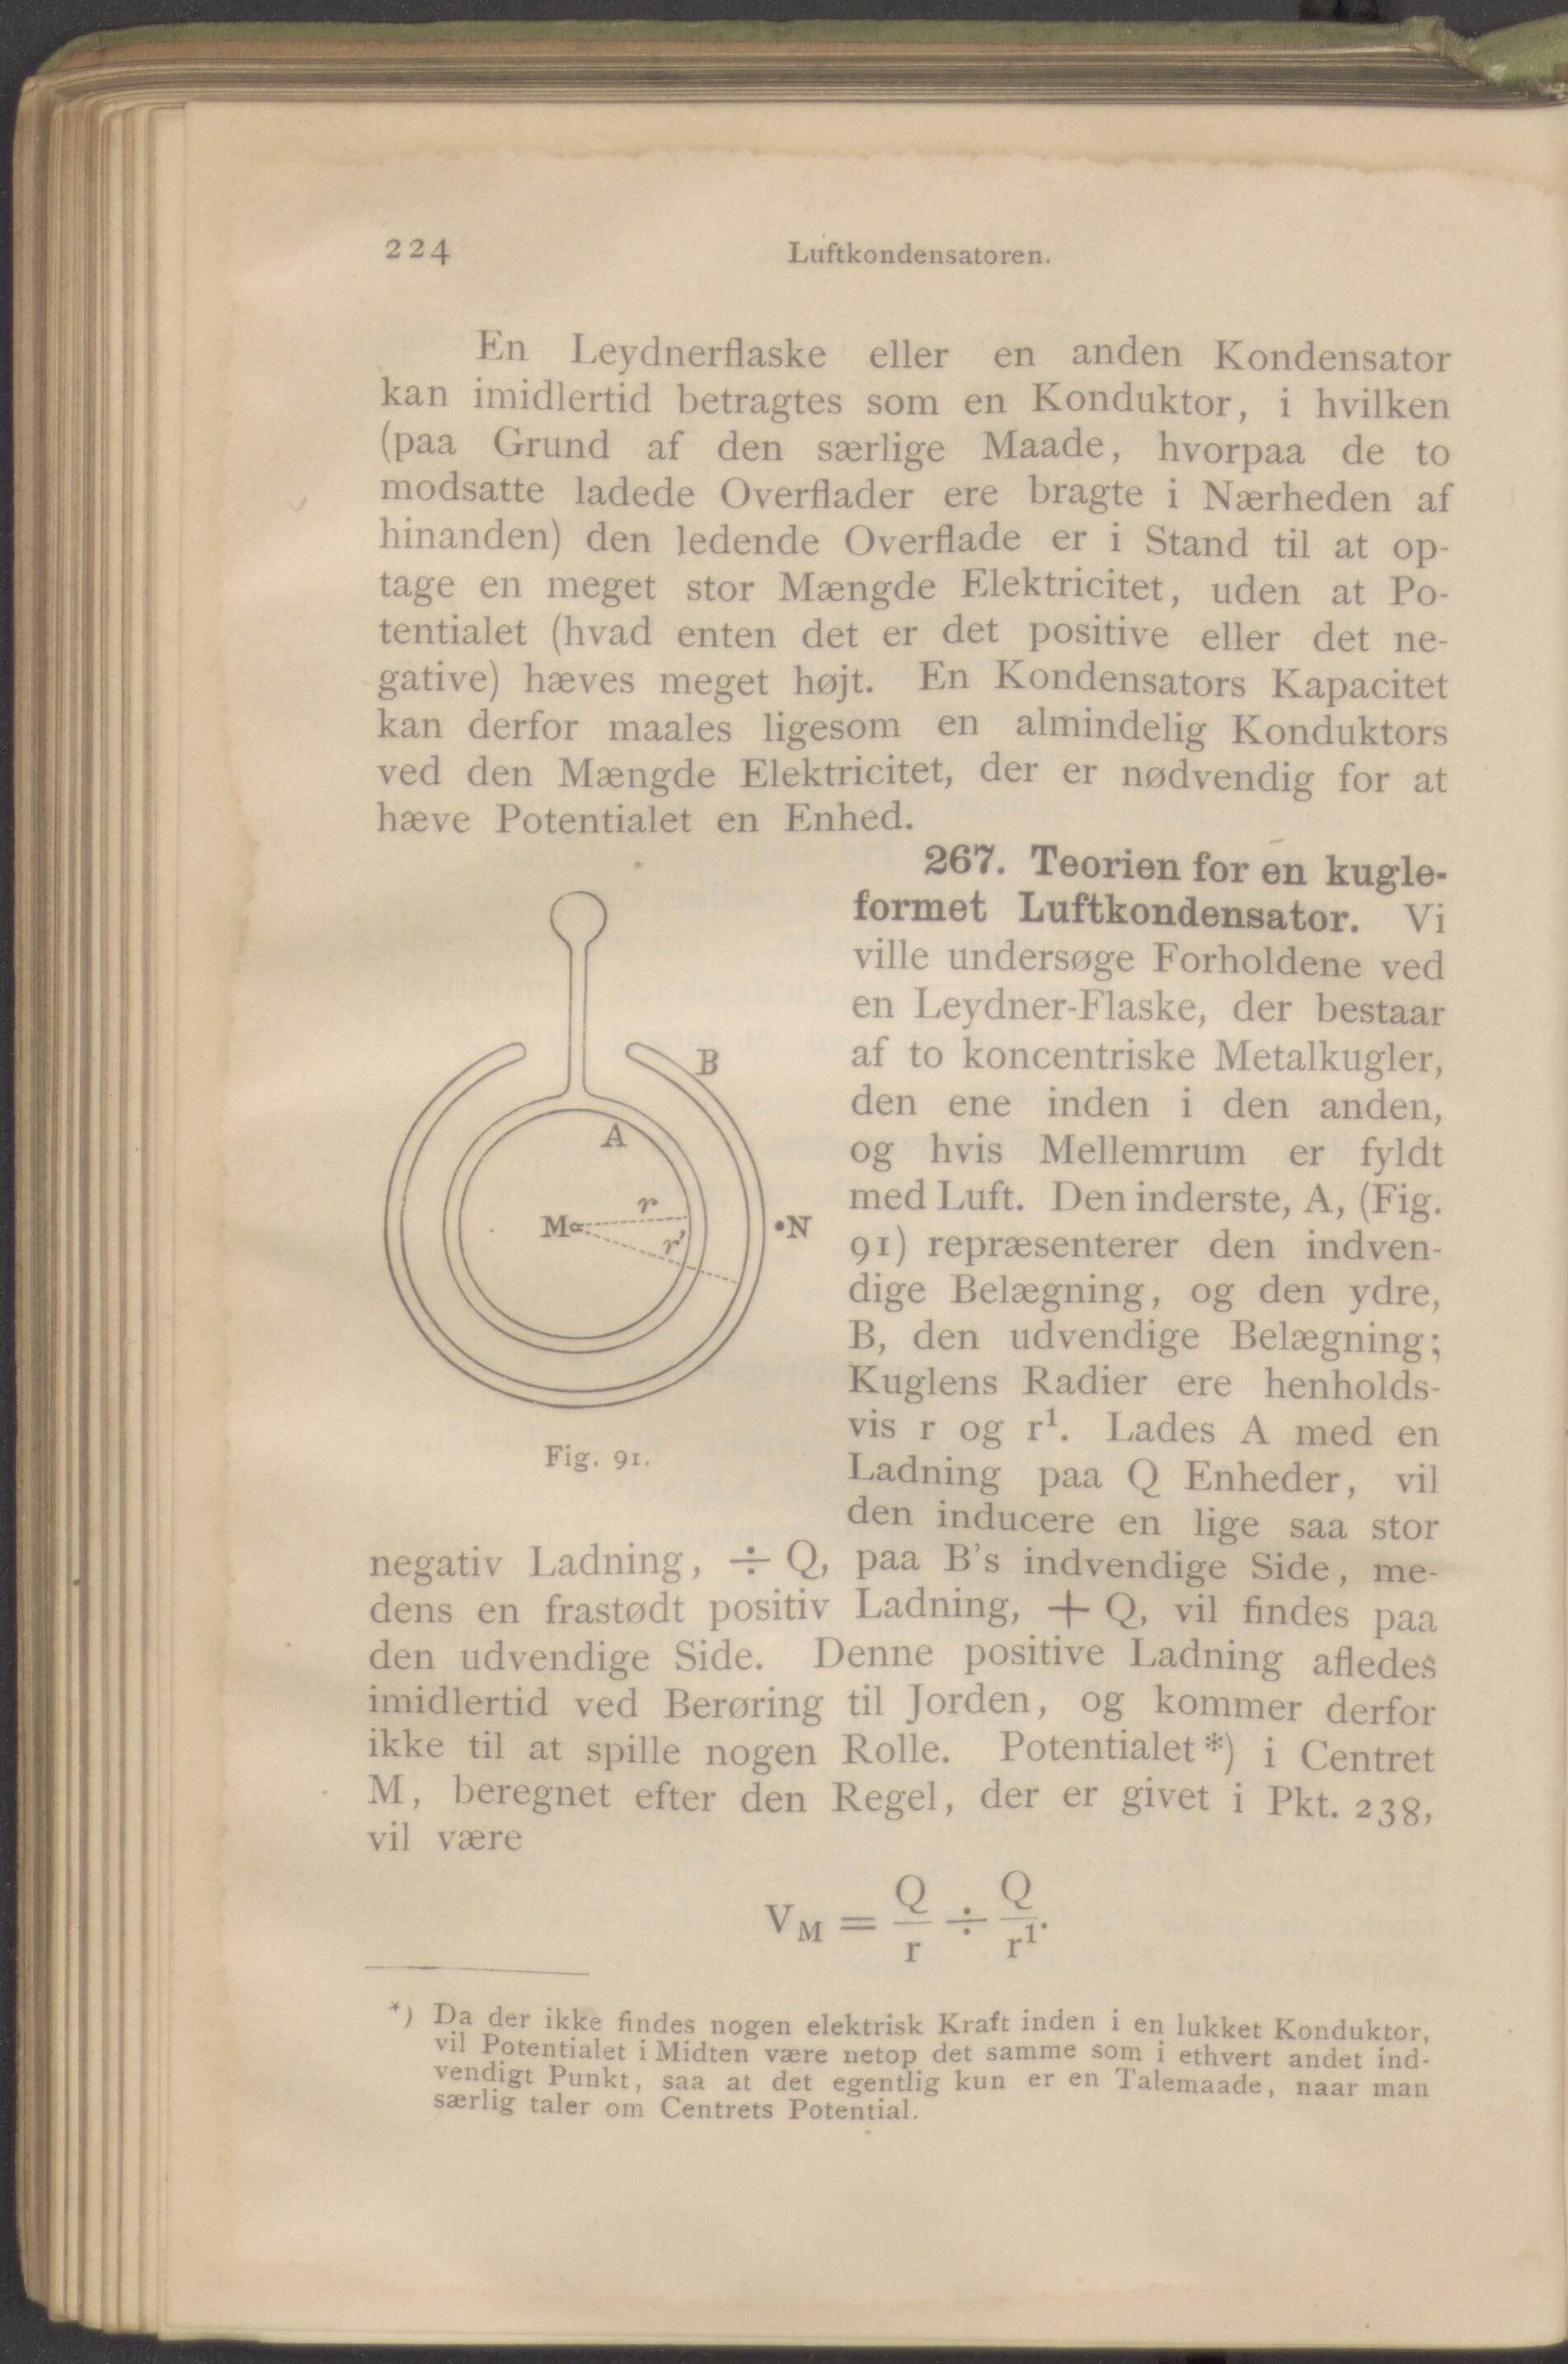 224
Luftkondensatoren.
En Leydnerflaske eller en anden Kondensator
kan imidlertid betragtes som en Konduktor, i hvilken
(paa Grund af den særlige Maade, hvorpaa de to
modsatte ladede Overflader ere bragte i Nærheden af
hinanden) den ledende Overflade er i Stand til at op-
tage en meget stor Mængde Elektricitet, uden at Po-
tentialet (hvad enten det er det positive eller det ne-
gative) hæves meget højt. En Kondensators Kapacitet
kan derfor maales ligesom en almindelig Konduktors
ved den Mængde Elektricitet, der er nødvendig for at
hæve Potentialet en Enhed.
267. Teorien for en kugle-
formet Luftkondensator. Vi
ville undersøge Forholdene ved
en Leydner-Flaske, der bestaar
af to koncentriske Metalkugler,
den ene inden i den anden,
og hvis Mellemrum er fyldt
med Luft. Den inderste, A, (Fig.
91) repræsenterer den indven-
dige Belægning, og den ydre,
B, den udvendige Belægning;
Kuglens Radier ere henholds-
vis r og r¹. Lades A med en
Ladning paa Q Enheder, vil
den inducere en lige saa stor
B
A
r
M
r'
N
Fig. 91.
negativ Ladning, ÷ Q, paa B's indvendige Side, me-
dens en frastødt positiv Ladning, + Q, vil findes paa
den udvendige Side. Denne positive Ladning afledes
imidlertid ved Berøring til Jorden, og kommer derfor
ikke til at spille nogen Rolle. Potentialet *) i Centret
M, beregnet efter den Regel, der er givet i Pkt. 238,
vil være
V_M = Q/r ÷ Q/r¹.
*) Da der ikke findes nogen elektrisk Kraft inden i en lukket Konduktor,
vil Potentialet i Midten være netop det samme som i ethvert andet ind-
vendigt Punkt, saa at det egentlig kun er en Talemaade, naar man
særlig taler om Centrets Potential.